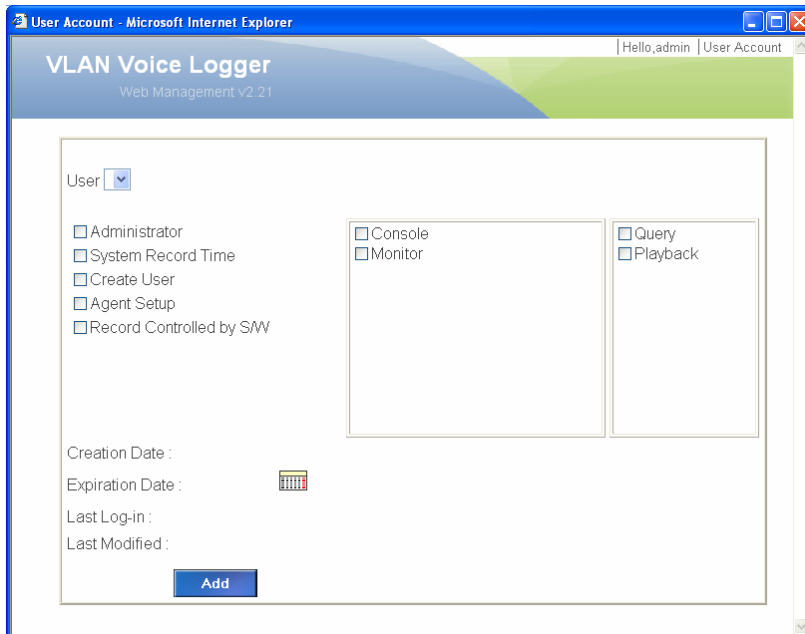 User Account - Microsoft Internet Explorer
Hello,admin | User Account
VLAN Voice Logger
Web Management v2.21
User
Administrator
System Record Time
Create User
Agent Setup
Record Controlled by S/W
Console
Monitor
Query
Playback
Creation Date :
Expiration Date :
Last Log-in :
Last Modified :
Add